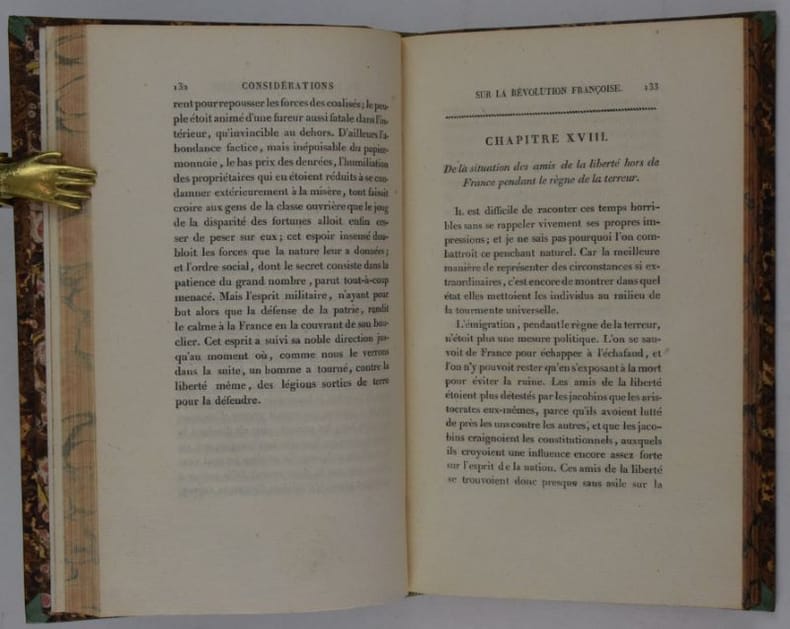 132 CONSIDÉRATIONS
rent pour repousser les forces des coalisés; le peu-
ple étoit animé d'une fureur aussi fatale dans l'in-
térieur, qu'invincible au dehors. D'ailleurs l'a-
bondance factice, mais inépuisable du papier-
monnoie, le bas prix des denrées, l'humiliation
des propriétaires qui en étoient réduits à se con-
damner extérieurement à la misère, tout faisoit
croire aux gens de la classe ouvrière que le joug
de la disparité des fortunes alloit enfin ces-
ser de peser sur eux; cet espoir insensé dou-
bloit les forces que la nature leur a données;
et l'ordre social, dont le secret consiste dans la
patience du grand nombre, parut tout-à-coup
menacé. Mais l'esprit militaire, n'ayant pour
but alors que la défense de la patrie, rendit
le calme à la France en la couvrant de son bou-
clier. Cet esprit a suivi sa noble direction jus-
qu'au moment où, comme nous le verrons
dans la suite, un homme a tourné, contre la
liberté même, des légions sorties de terre
pour la défendre.
SUR LA RÉVOLUTION FRANÇOISE. 133
CHAPITRE XVIII.
De la situation des amis de la liberté hors de
France pendant le règne de la terreur.
Il est difficile de raconter ces temps horri-
bles sans se rappeler vivement ses propres im-
pressions; et je ne sais pas pourquoi l'on com-
battroit ce penchant naturel. Car la meilleure
manière de représenter des circonstances si ex-
traordinaires, c'est encore de montrer dans quel
état elles mettoient les individus au milieu de
la tourmente universelle.
L'émigration, pendant le règne de la terreur,
n'étoit plus une mesure politique. L'on se sau-
voit de France pour échapper à l'échafaud, et
l'on n'y pouvoit rester qu'en s'exposant à la mort
pour éviter la ruine. Les amis de la liberté
étoient plus détestés par les jacobins que les aris-
tocrates eux-mêmes, parce qu'ils avoient lutté
de près les uns contre les autres, et que les jaco-
bins craignoient les constitutionnels, auxquels
ils croyoient une influence encore assez forte
sur l'esprit de la nation. Ces amis de la liberté
se trouvoient donc presque sans asile sur la